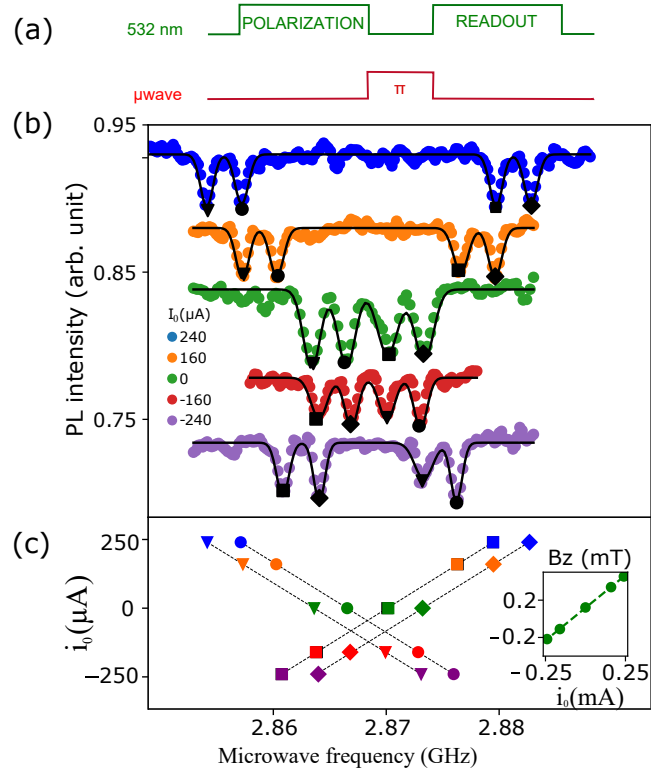 (a)
532 nm
POLARIZATION
READOUT
µwave
π
(b)
0.95
0.85
0.75
PL intensity (arb. unit)
I₀(µA)
240
160
0
-160
-240
(c)
250
0
−250
i₀(µA)
Bz (mT)
0.2
−0.2
−0.25
0.25
i₀(mA)
2.86
2.87
2.88
Microwave frequency (GHz)